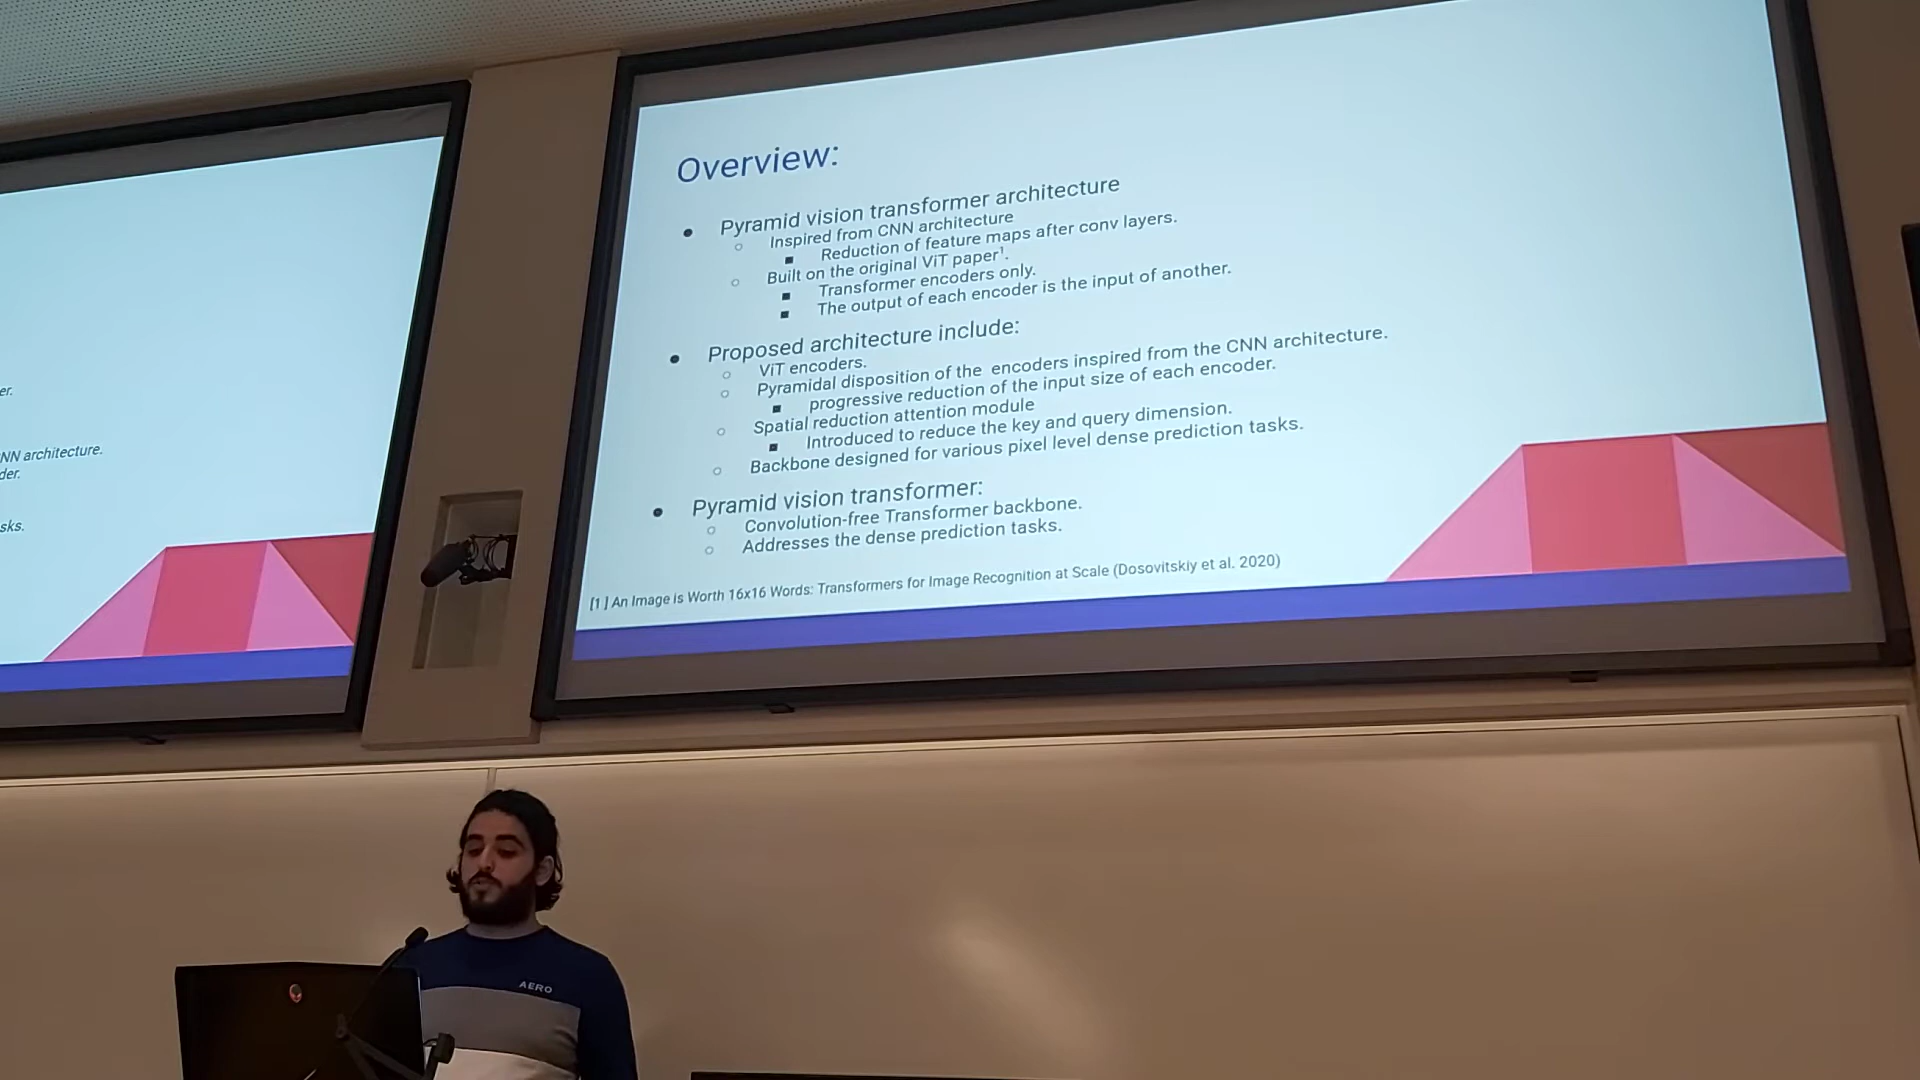 Overview:
Pyramid vision transformer architecture
Inspired from CNN architecture
Reduction of feature maps after conv layers.
Built on the original ViT paper¹.
Transformer encoders only.
The output of each encoder is the input of another.
Proposed architecture include:
ViT encoders.
Pyramidal disposition of the encoders inspired from the CNN architecture.
progressive reduction of the input size of each encoder.
Spatial reduction attention module
Introduced to reduce the key and query dimension.
Backbone designed for various pixel level dense prediction tasks.
Pyramid vision transformer:
Convolution-free Transformer backbone.
Addresses the dense prediction tasks.
[1] An Image is Worth 16x16 Words: Transformers for Image Recognition at Scale (Dosovitskiy et al. 2020)
er.
NN architecture.
der.
sks.
AERO